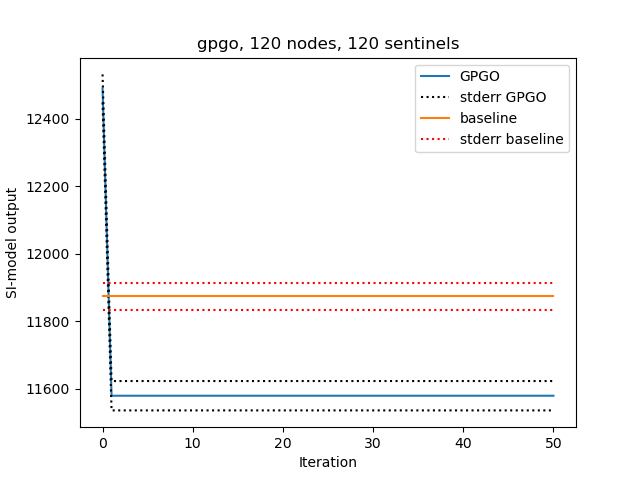 gpgo, 120 nodes, 120 sentinels
GPGO
stderr GPGO
baseline
stderr baseline
SI-model output
12400
12200
12000
11800
11600
0 10 20 30 40 50
Iteration